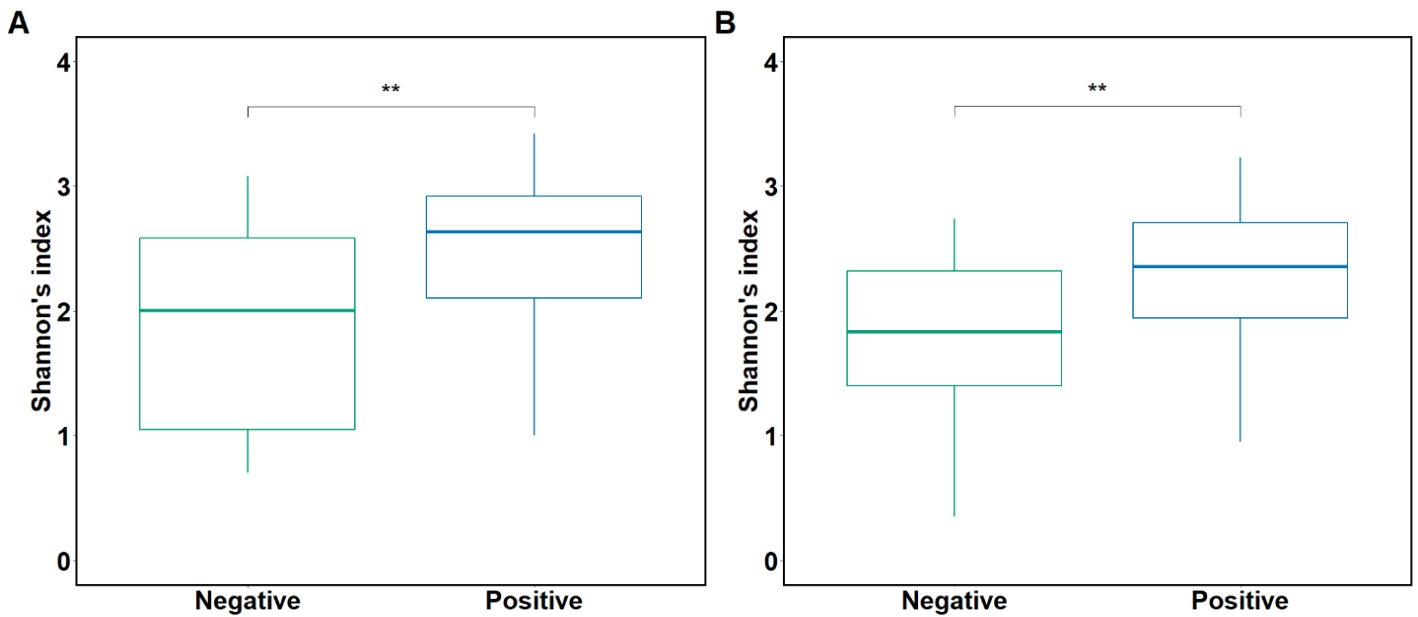 A
4
3
2
1
0
Shannon's index
**
Negative
Positive
B
4
3
2
1
0
Shannon's index
**
Negative
Positive